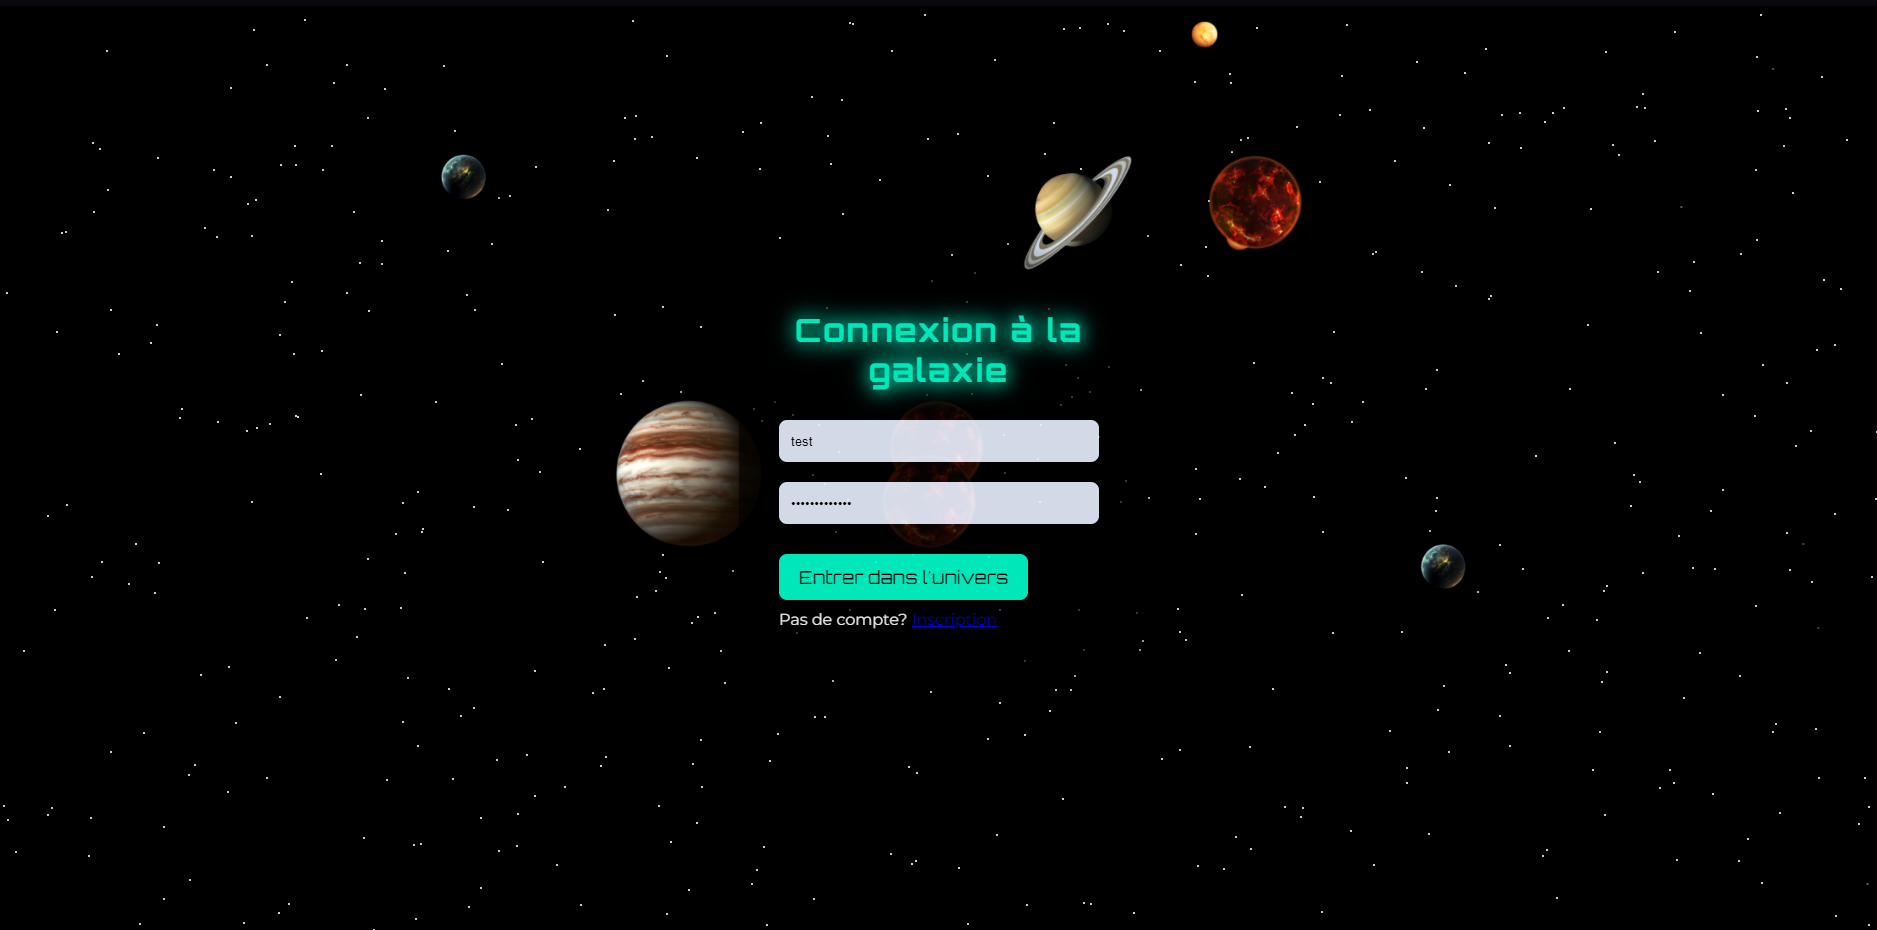 Connexion à la
galaxie
test
•••••••••••••
Entrer dans l'univers
Pas de compte? Inscription